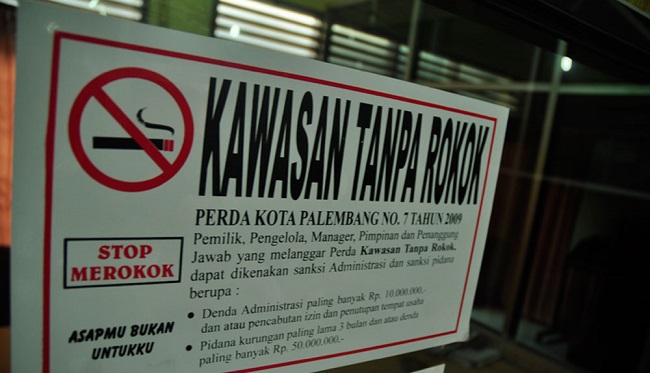 KAWASAN TANPA ROKOK
PERDA KOTA PALEMBANG NO. 7 TAHUN 2009
Pemilik, Pengelola, Manager, Pimpinan dan Penanggung
Jawab yang melanggar Perda Kawasan Tanpa Rokok,
dapat dikenakan sanksi Administrasi dan sanksi pidana
berupa :
• Denda Administrasi paling banyak Rp. 10.000.000.-
dan atau pencabutan izin dan penutupan tempat usaha
• Pidana kurungan paling lama 3 bulan dan atau denda
paling banyak Rp. 50.000.000.-
STOP
MEROKOK
ASAPMU BUKAN
UNTUKKU